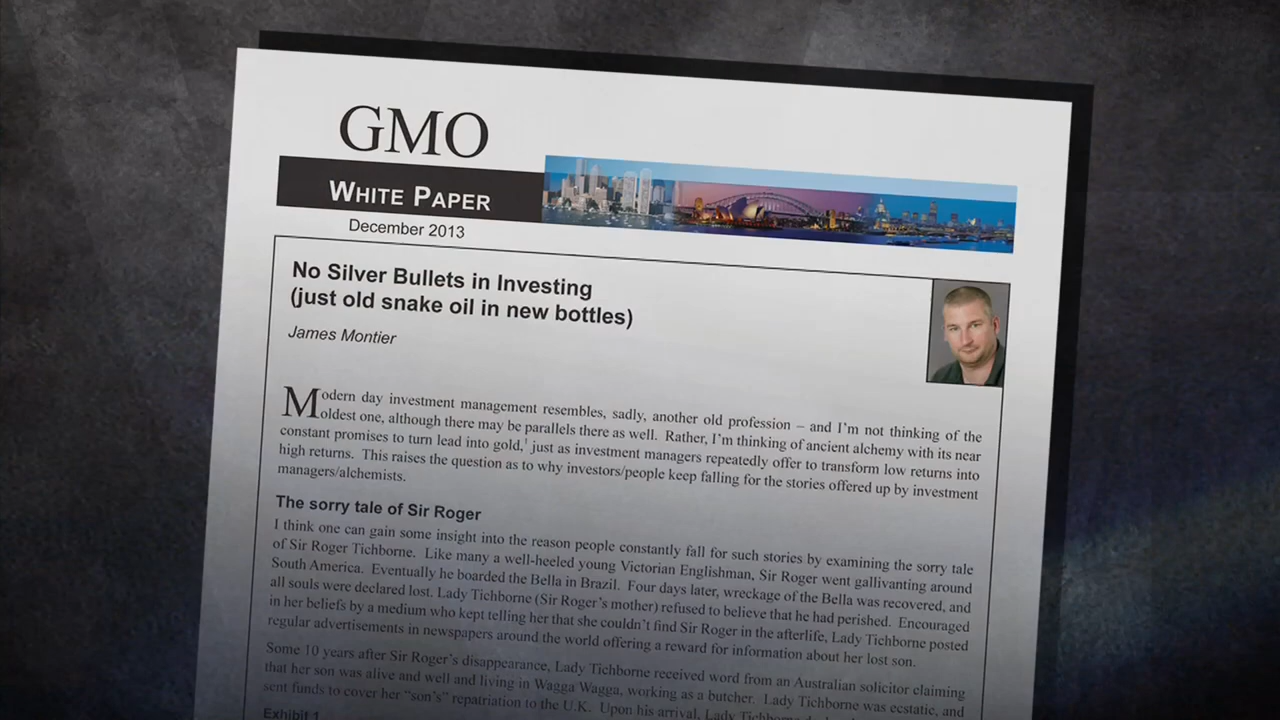 GMO
WHITE PAPER
December 2013
No Silver Bullets in Investing
(just old snake oil in new bottles)
James Montier
Modern day investment management resembles, sadly, another old profession – and I'm not thinking of the
oldest one, although there may be parallels there as well. Rather, I'm thinking of ancient alchemy with its near
constant promises to turn lead into gold,¹ just as investment managers repeatedly offer to transform low returns into
high returns. This raises the question as to why investors/people keep falling for the stories offered up by investment
managers/alchemists.
The sorry tale of Sir Roger
I think one can gain some insight into the reason people constantly fall for such stories by examining the sorry tale
of Sir Roger Tichborne. Like many a well-heeled young Victorian Englishman, Sir Roger went gallivanting around
South America. Eventually he boarded the Bella in Brazil. Four days later, wreckage of the Bella was recovered, and
all souls were declared lost. Lady Tichborne (Sir Roger's mother) refused to believe that he had perished. Encouraged
in her beliefs by a medium who kept telling her that she couldn't find Sir Roger in the afterlife, Lady Tichborne posted
regular advertisements in newspapers around the world offering a reward for information about her lost son.
Some 10 years after Sir Roger's disappearance, Lady Tichborne received word from an Australian solicitor claiming
that her son was alive and well and living in Wagga Wagga, working as a butcher. Lady Tichborne was ecstatic, and
sent funds to cover her "son's" repatriation to the U.K. Upon his arrival, Lady
Exhibit 1